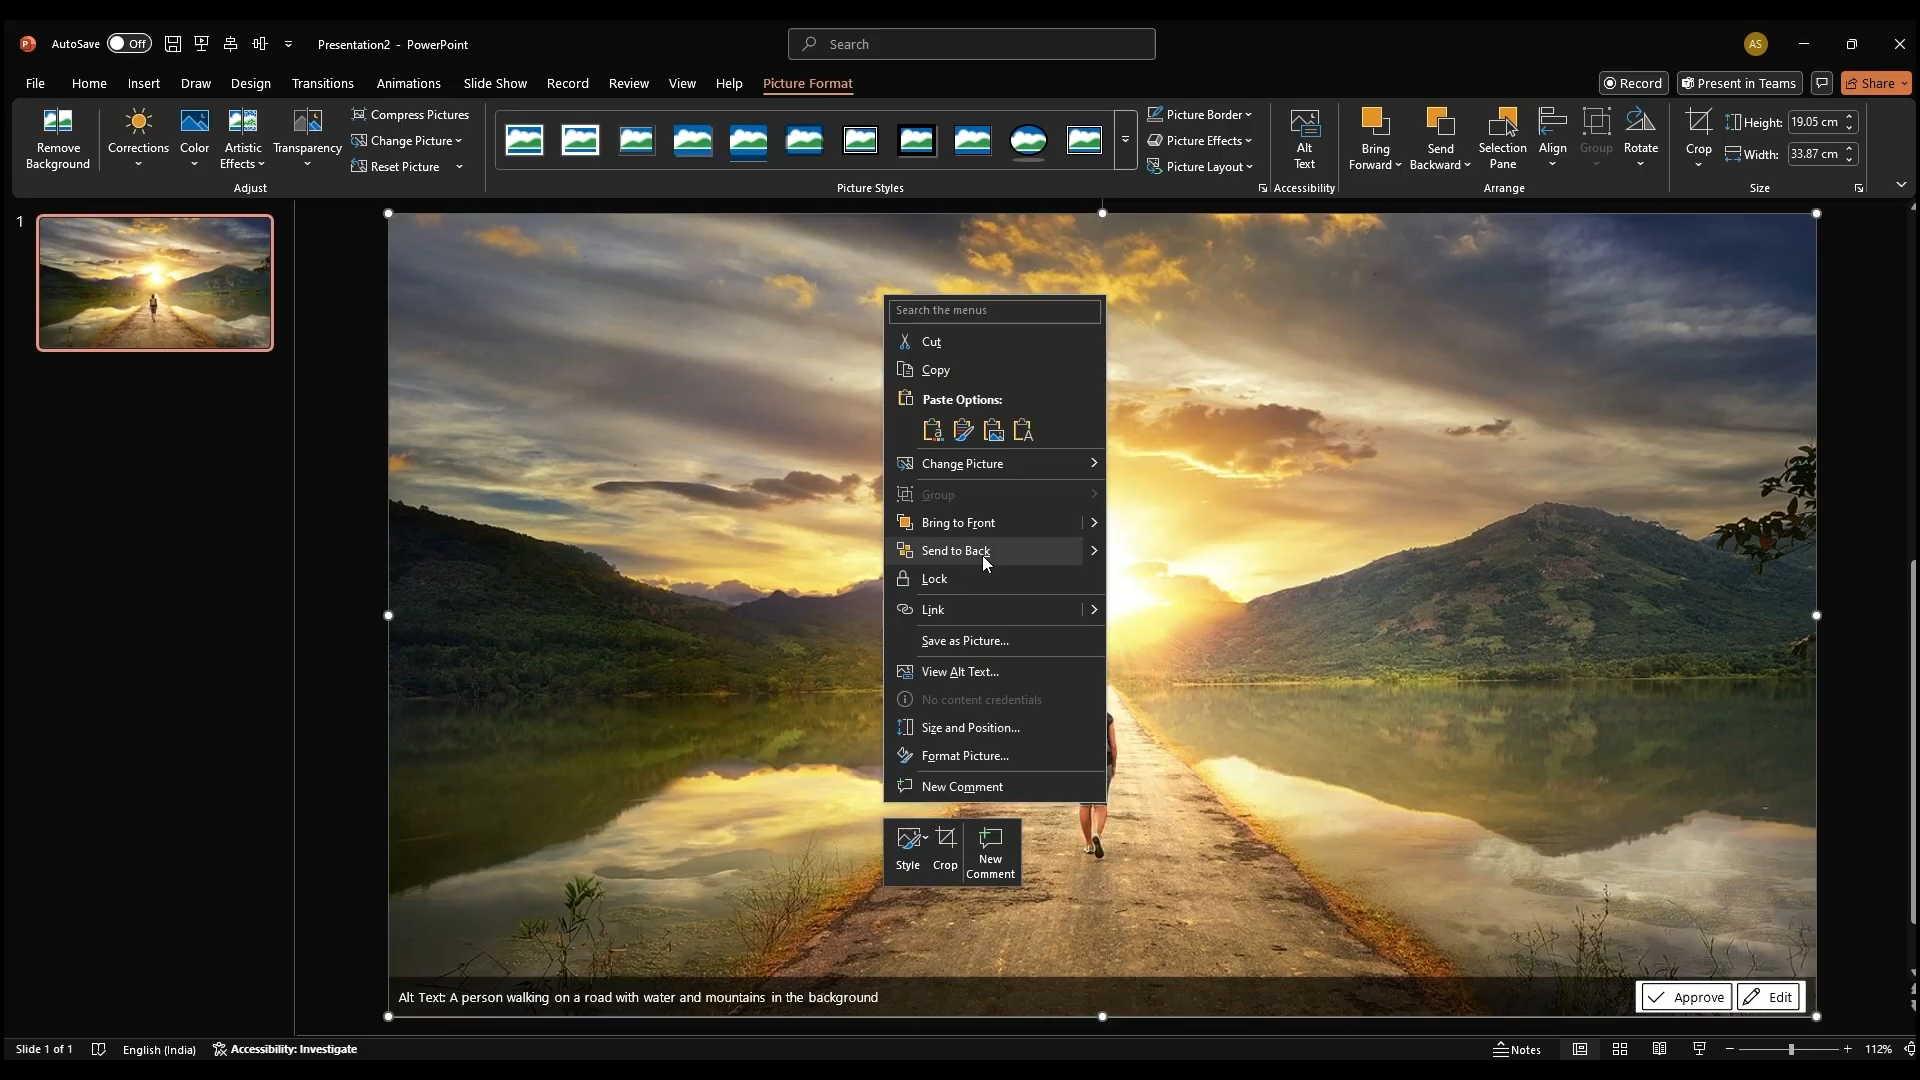 AutoSave Off Presentation2 - PowerPoint Search AS
File Home Insert Draw Design Transitions Animations Slide Show Record Review View Help Picture Format Record Present in Teams Share
Remove Background
Corrections
Color
Artistic Effects
Transparency
Compress Pictures
Change Picture
Reset Picture
Adjust
Picture Styles
Picture Border
Picture Effects
Picture Layout
Alt Text
Accessibility
Bring Forward
Send Backward
Selection Pane
Align
Group
Rotate
Arrange
Crop
Height: 19.05 cm
Width: 33.87 cm
Size
1
Search the menus
Cut
Copy
Paste Options:
Change Picture
Group
Bring to Front
Send to Back
Lock
Link
Save as Picture...
View Alt Text...
No content credentials
Size and Position...
Format Picture...
New Comment
Style
Crop
New Comment
Alt Text: A person walking on a road with water and mountains in the background
Approve Edit
Slide 1 of 1 English (India) Accessibility: Investigate Notes 112%